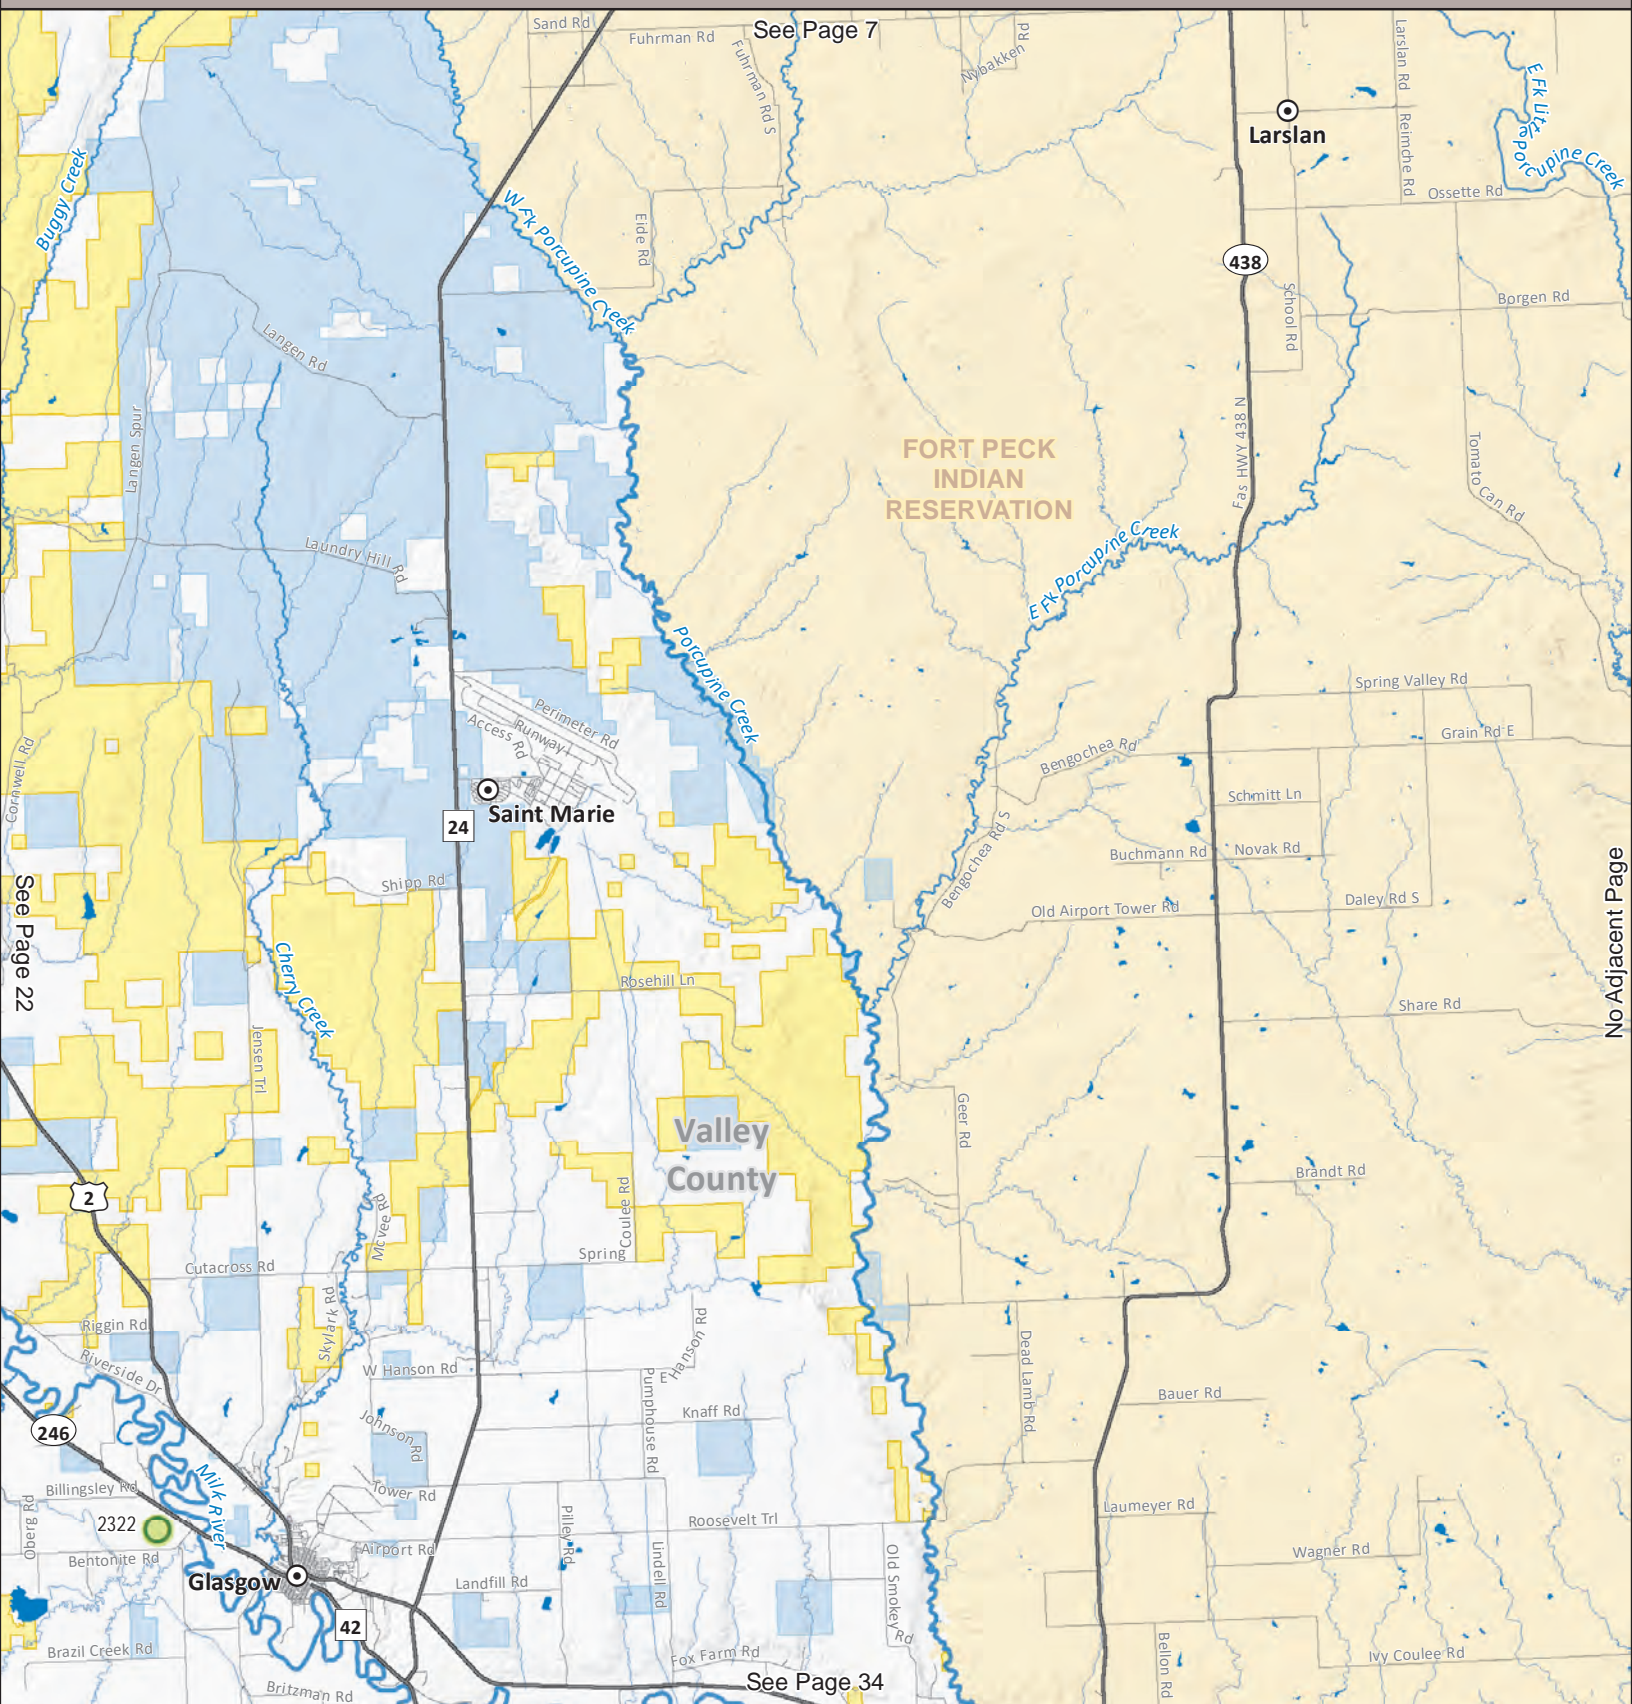 Sand Rd
Fuhrman Rd
See Page 7
Fuhrman Rd S
Nybakken
Rd
Larslan Rd
E Fk Little Porcupine Creek
Larslan
Reimche Rd
Ossette Rd
Buggy Creek
W Fk Porcupine Creek
Eide Rd
438
School Rd
Borgen Rd
Langen Rd
Langen Spur
Fas HWY 438 N
FORT PECK
INDIAN
RESERVATION
Tomato Can Rd
Laundry Hill Rd
E Fk Porcupine Creek
Porcupine Creek
Spring Valley Rd
Perimeter Rd
Access Rd
Runway
Grain Rd E
Cornwell Rd
Bengochea Rd
Saint Marie
24
Schmitt Ln
Bengochea Rd S
Buchmann Rd
Novak Rd
Shipp Rd
See Page 22
No Adjacent Page
Old Airport Tower Rd
Daley Rd S
Cherry Creek
Rosehill Ln
Share Rd
Jensen Trl
Valley
County
Geer Rd
2
Brandt Rd
Mcvee Rd
Coulee Rd
Spring
Cutacross Rd
Skylark Rd
Riggin Rd
Riverside Dr
W Hanson Rd
E Hanson Rd
Pumphouse Rd
Dead Lamb Rd
Bauer Rd
246
Johnson Rd
Knaff Rd
Milk River
Billingsley Rd
Tower Rd
Oberg Rd
2322
Laumeyer Rd
Roosevelt Trl
Bentonite Rd
Airport Rd
Pilley Rd
Lindell Rd
Old Smokey Rd
Wagner Rd
Glasgow
Landfill Rd
42
Brazil Creek Rd
Fox Farm Rd
Bellon Rd
Ivy Coulee Rd
See Page 34
Britzman Rd